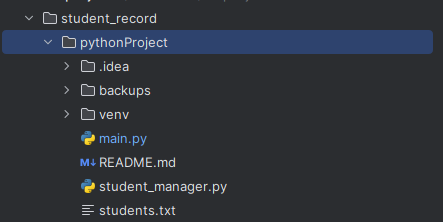 student_record
pythonProject
.idea
backups
venv
main.py
M↓ README.md
student_manager.py
students.txt